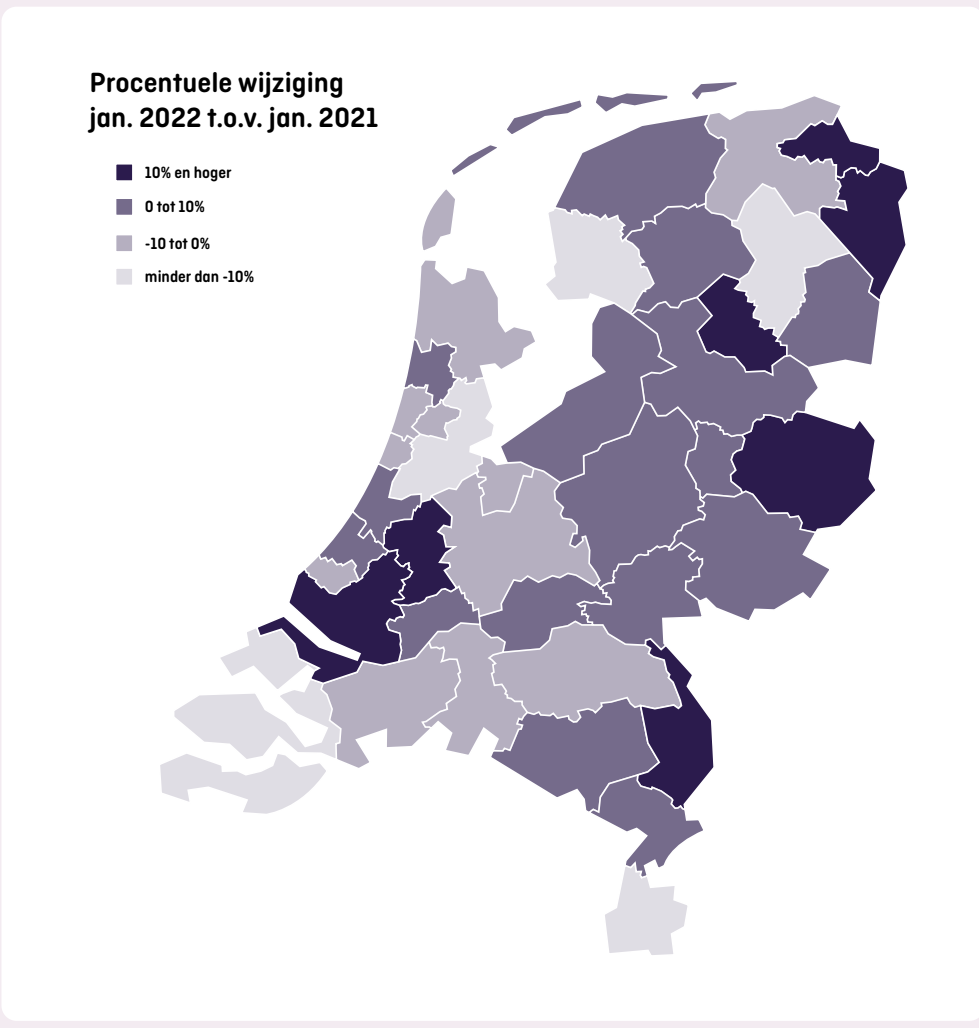 Procentuele wijziging
jan. 2022 t.o.v. jan. 2021
10% en hoger
0 tot 10%
-10 tot 0%
minder dan -10%